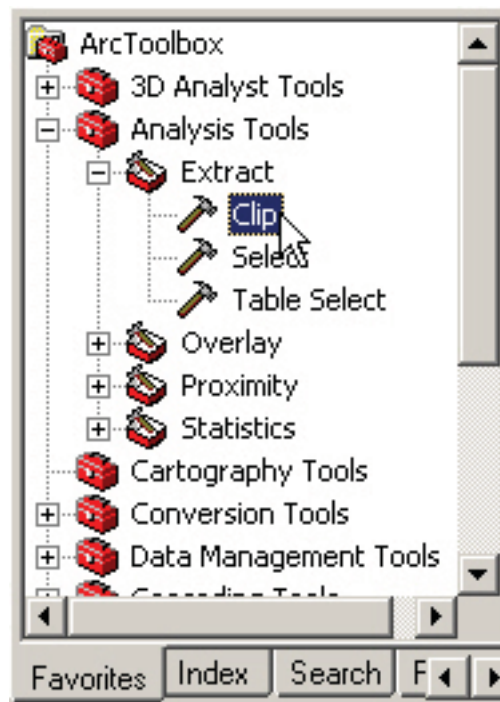 ArcToolbox
3D Analyst Tools
Analysis Tools
Extract
Clip
Select
Table Select
Overlay
Proximity
Statistics
Cartography Tools
Conversion Tools
Data Management Tools
Favorites Index Search F